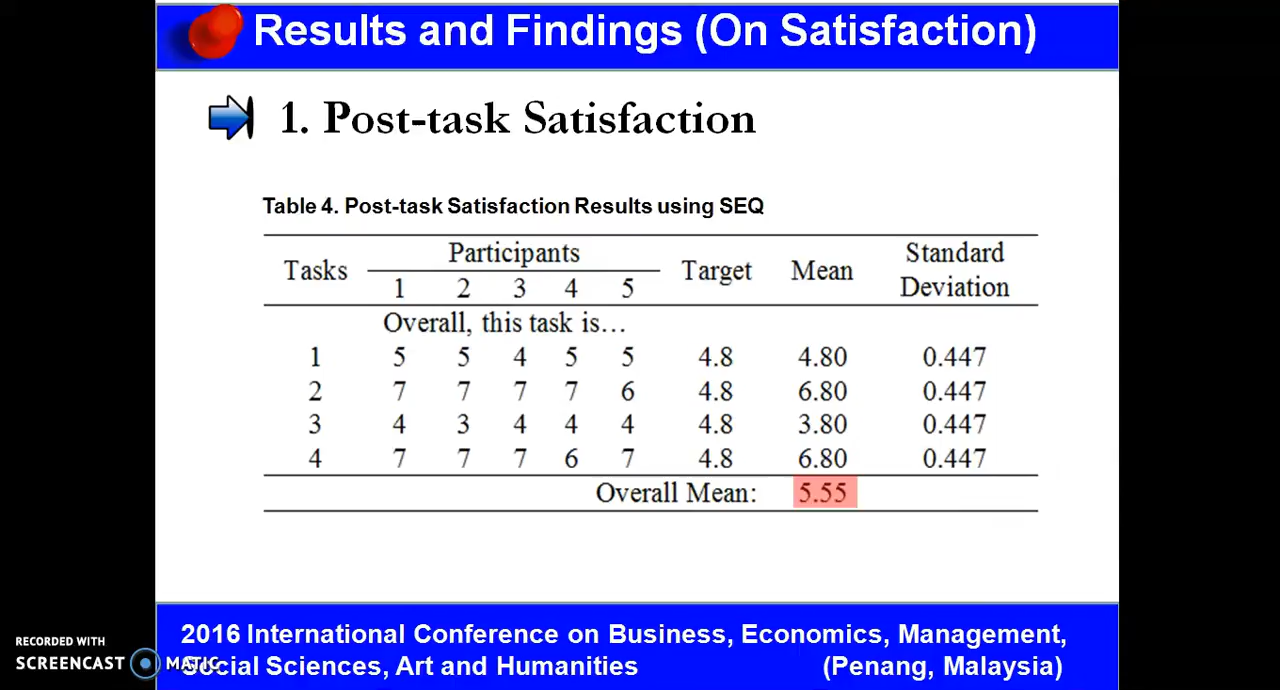 Results and Findings (On Satisfaction)
1. Post-task Satisfaction
Table 4. Post-task Satisfaction Results using SEQ
Tasks Participants Target Mean Standard Deviation
1 2 3 4 5
Overall, this task is…
1 5 5 4 5 5 4.8 4.80 0.447
2 7 7 7 7 6 4.8 6.80 0.447
3 4 3 4 4 4 4.8 3.80 0.447
4 7 7 7 6 7 4.8 6.80 0.447
Overall Mean: 5.55
2016 International Conference on Business, Economics, Management,
Social Sciences, Art and Humanities (Penang, Malaysia)
RECORDED WITH
SCREENCAST MATIC